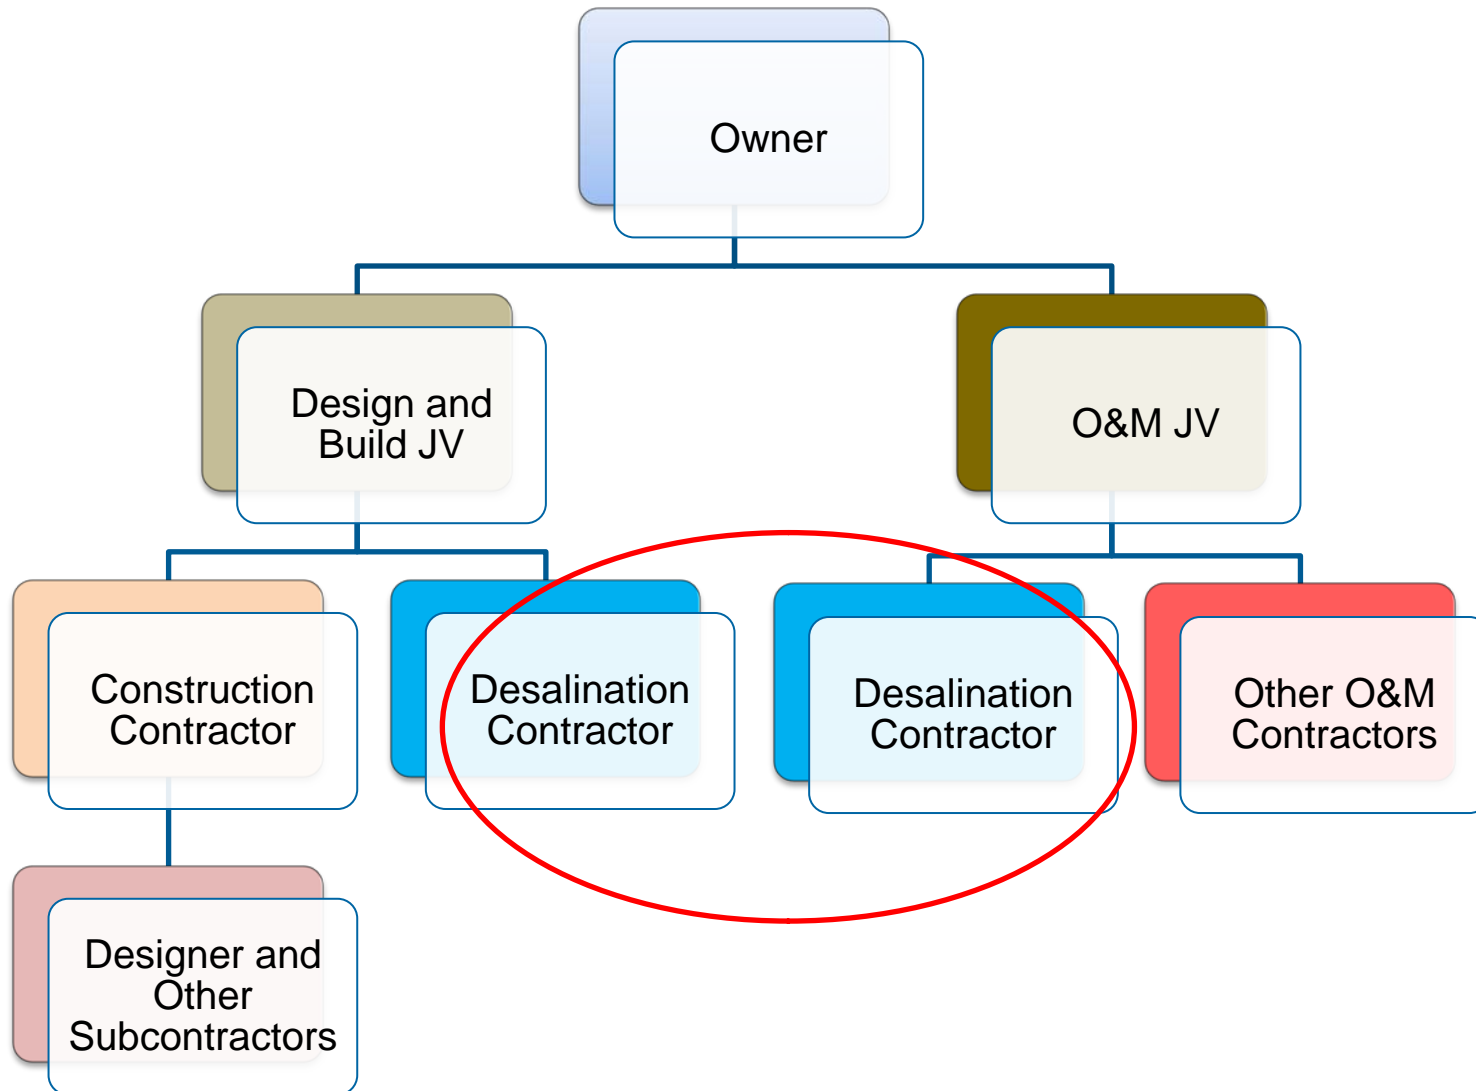 Owner
Design and
Build JV
O&M JV
Construction
Contractor
Desalination
Contractor
Desalination
Contractor
Other O&M
Contractors
Designer and
Other
Subcontractors